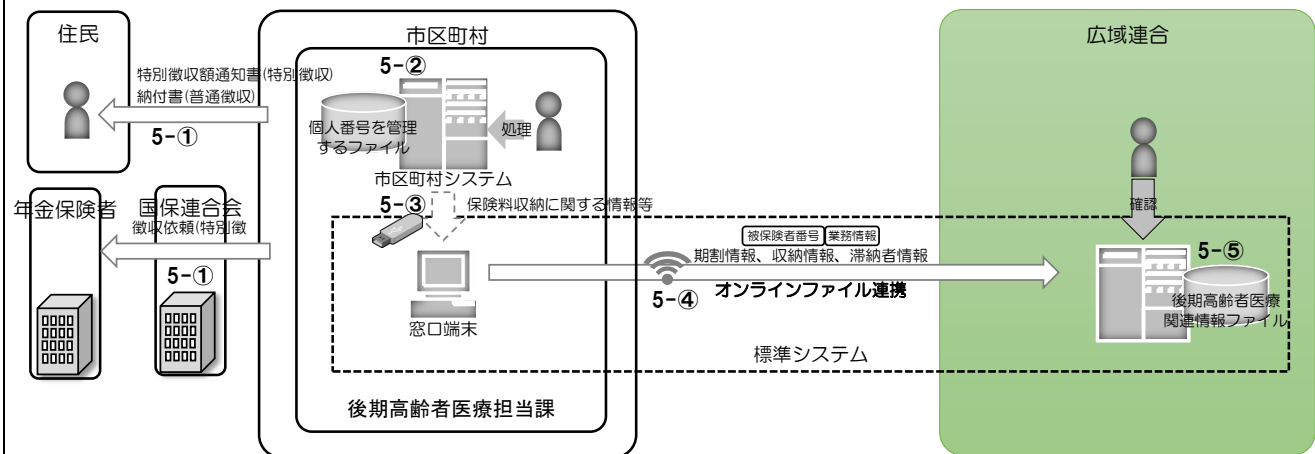 住民
市区町村
広域連合
特別徴収額通知書(特別徴収)
納付書(普通徴収)
5-①
5-②
個人番号を管理
するファイル
処理
市区町村システム
5-③
保険料収納に関する情報等
年金保険者
国保連合会
徴収依頼(特別徴
5-①
確認
被保険者番号 業務情報
期割情報、収納情報、滞納者情報
5-④
オンラインファイル連携
5-⑤
後期高齢者医療
関連情報ファイル
窓口端末
標準システム
後期高齢者医療担当課